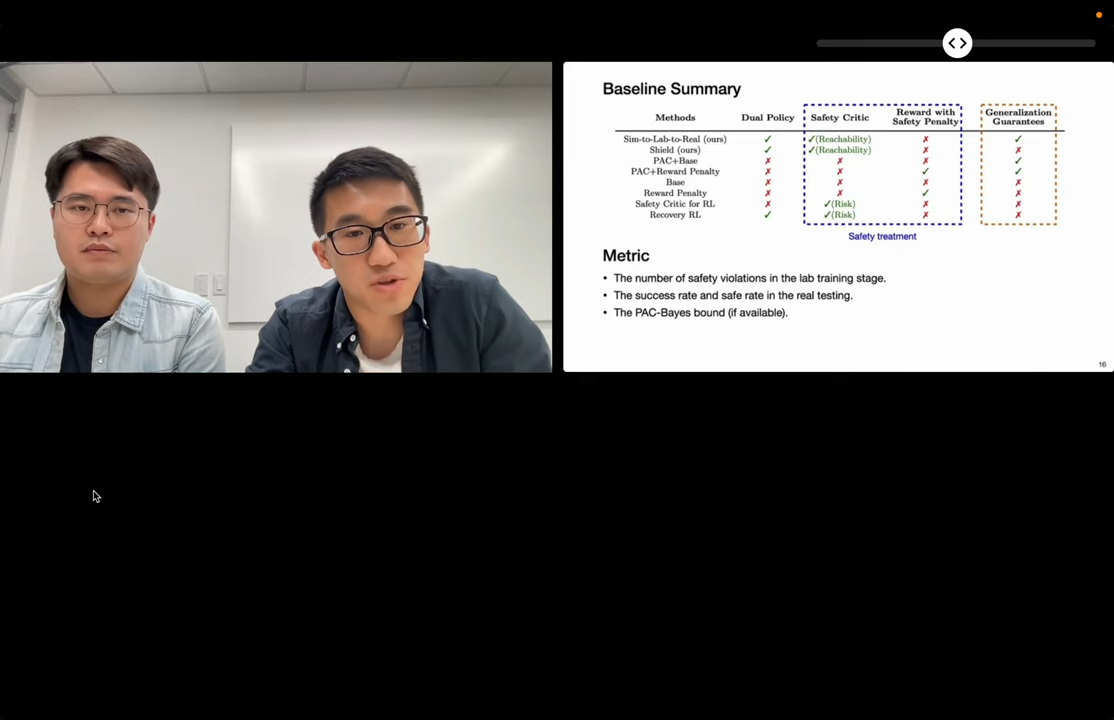 Baseline Summary
Methods Dual Policy Safety Critic Reward with Safety Penalty Generalization Guarantees
Sim-to-Lab-to-Real (ours) ✓ ✓(Reachability) ✗ ✓
Shield (ours) ✓ ✓(Reachability) ✗ ✗
PAC+Base ✗ ✗ ✗ ✓
PAC+Reward Penalty ✗ ✗ ✓ ✓
Base ✗ ✗ ✗ ✗
Reward Penalty ✗ ✗ ✓ ✗
Safety Critic for RL ✗ ✓(Risk) ✗ ✗
Recovery RL ✓ ✓(Risk) ✗ ✗
Safety treatment
Metric
• The number of safety violations in the lab training stage.
• The success rate and safe rate in the real testing.
• The PAC-Bayes bound (if available).
16